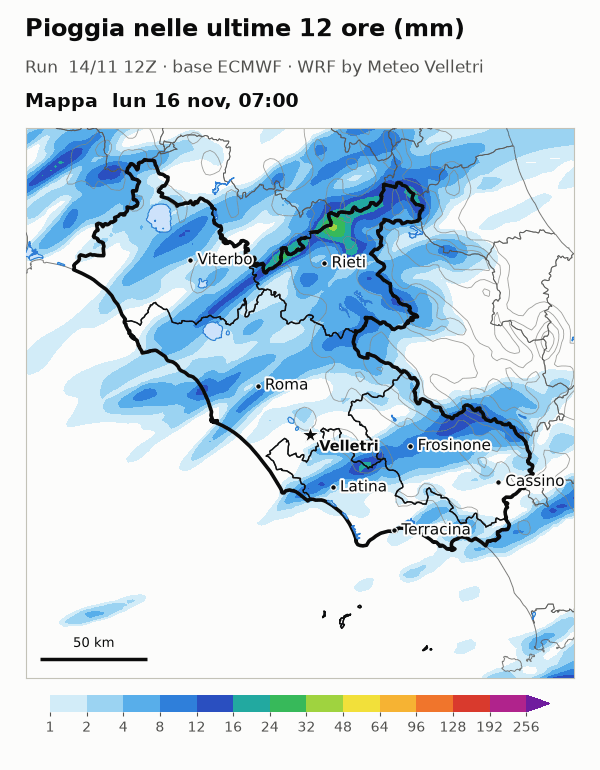 Pioggia nelle ultime 12 ore (mm)
Run 14/11 12Z · base ECMWF · WRF by Meteo Velletri
Mappa lun 16 nov, 07:00
Viterbo
Rieti
Roma
Velletri
Frosinone
Latina
Cassino
Terracina
50 km
1 2 4 8 12 16 24 32 48 64 96 128 192 256